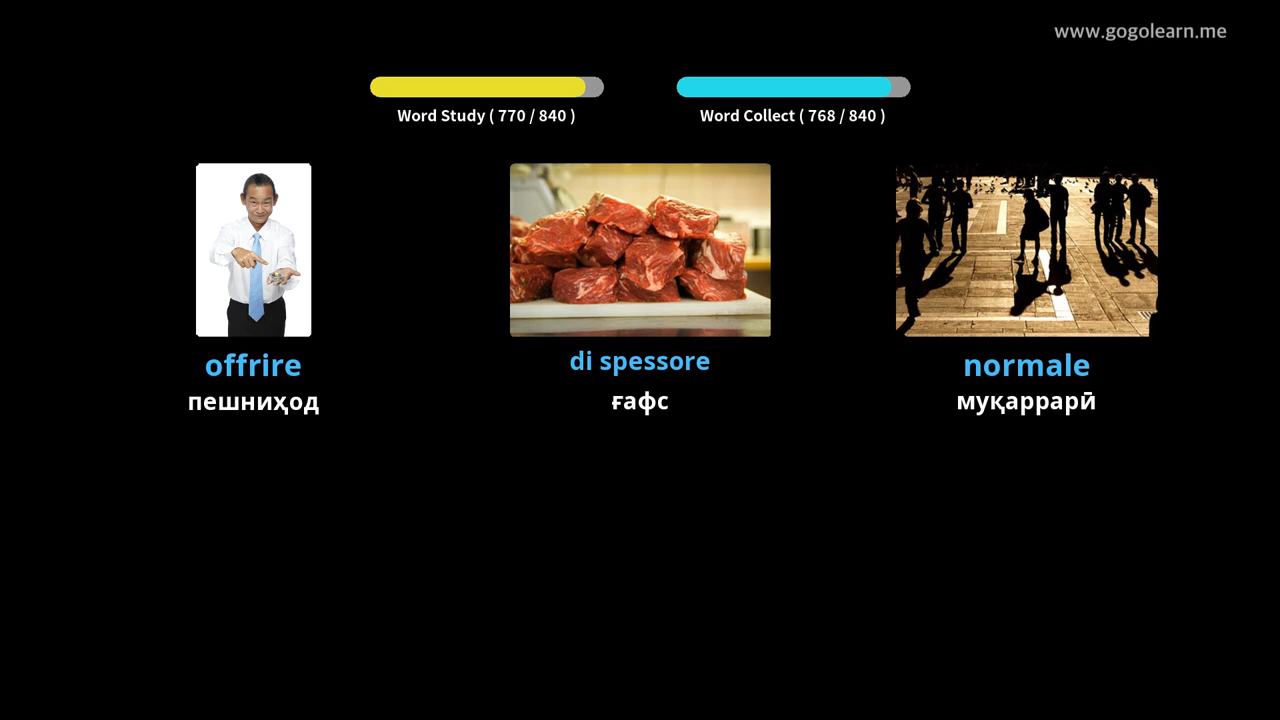 www.gogolearn.me
Word Study ( 770 / 840 )
Word Collect ( 768 / 840 )
offrire
di spessore
normale
пешниҳод
ғафс
муқаррарӣ